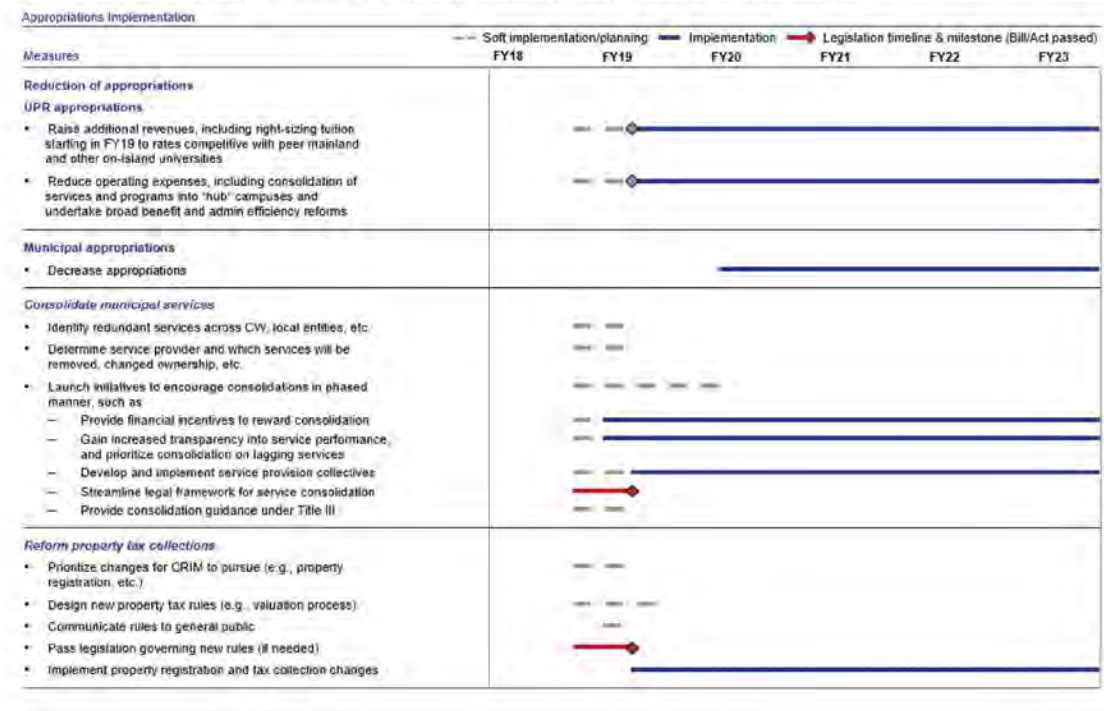 Appropriations Implementation
Soft implementation/planning Implementation Legislation timeline & milestone (Bill/Act passed)
Measures FY18 FY19 FY20 FY21 FY22 FY23
Reduction of appropriations
UPR appropriations
• Raise additional revenues, including right-sizing tuition
starting in FY19 to rates competitive with peer mainland
and other on-island universities
• Reduce operating expenses, including consolidation of
services and programs into "hub" campuses and
undertake broad benefit and admin efficiency reforms
Municipal appropriations
• Decrease appropriations
Consolidate municipal services
• Identify redundant services across CW, local entities, etc.
• Determine service provider and which services will be
removed, changed ownership, etc.
• Launch initiatives to encourage consolidations in phased
manner, such as
– Provide financial incentives to reward consolidation
– Gain increased transparency into service performance,
and prioritize consolidation on lagging services
– Develop and implement service provision collectives
– Streamline legal framework for service consolidation
– Provide consolidation guidance under Title III
Reform property tax collections
• Prioritize changes for CRIM to pursue (e.g., property
registration, etc.)
• Design new property tax rules (e.g., valuation process)
• Communicate rules to general public
• Pass legislation governing new rules (if needed)
• Implement property registration and tax collection changes